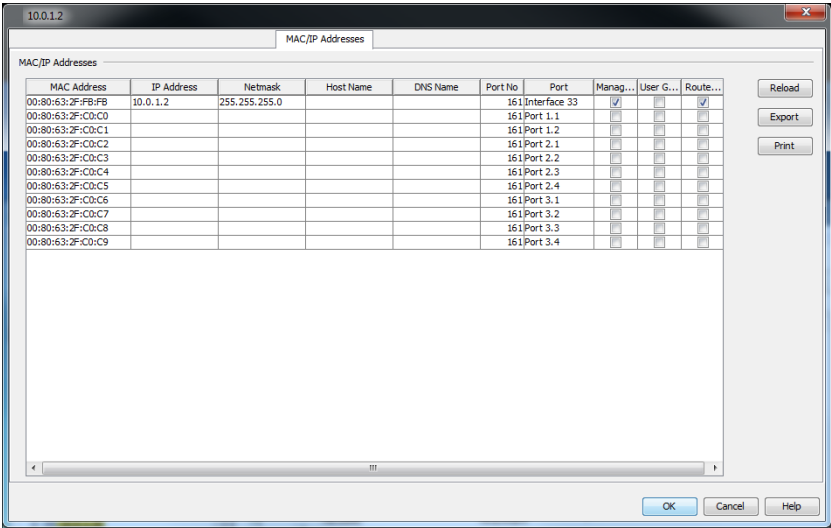 10.0.1.2
MAC/IP Addresses
MAC/IP Addresses
MAC Address IP Address Netmask Host Name DNS Name Port No Port Manag... User G... Route...
00:80:63:2F:FB:FB 10.0.1.2 255.255.255.0 161 Interface 33
00:80:63:2F:C0:C0 161 Port 1.1
00:80:63:2F:C0:C1 161 Port 1.2
00:80:63:2F:C0:C2 161 Port 2.1
00:80:63:2F:C0:C3 161 Port 2.2
00:80:63:2F:C0:C4 161 Port 2.3
00:80:63:2F:C0:C5 161 Port 2.4
00:80:63:2F:C0:C6 161 Port 3.1
00:80:63:2F:C0:C7 161 Port 3.2
00:80:63:2F:C0:C8 161 Port 3.3
00:80:63:2F:C0:C9 161 Port 3.4
Reload
Export
Print
OK Cancel Help